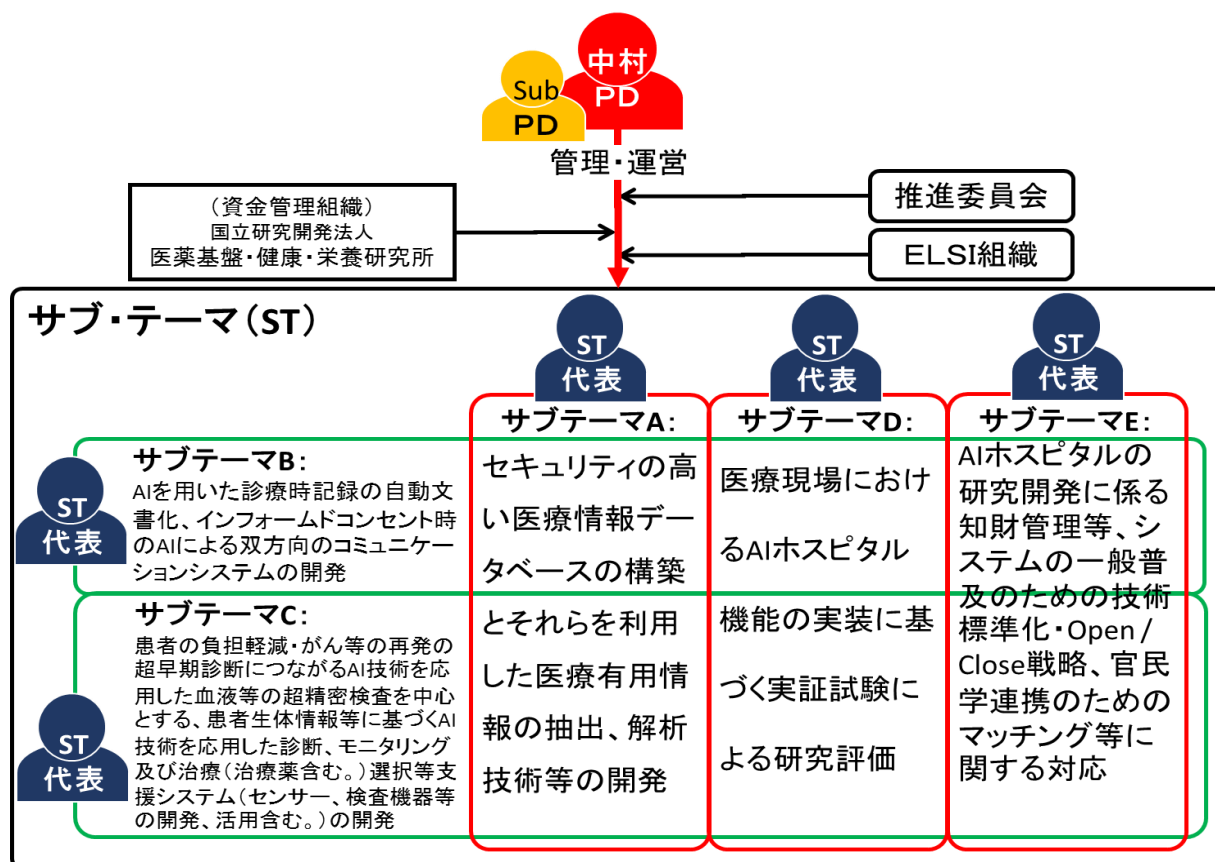 中村
PD
Sub
PD
管理・運営
（資金管理組織）
国立研究開発法人
医薬基盤・健康・栄養研究所
推進委員会
ELSI組織
サブ・テーマ（ST）
ST
代表
ST
代表
ST
代表
サブテーマA：
セキュリティの高
い医療情報デー
タベースの構築
とそれらを利用
した医療有用情
報の抽出、解析
技術等の開発
サブテーマD：
医療現場におけ
るAIホスピタル
機能の実装に基
づく実証試験に
よる研究評価
サブテーマE：
AIホスピタルの
研究開発に係る
知財管理等、シ
ステムの一般普
及のための技術
標準化・Open /
Close戦略、官民
学連携のための
マッチング等に
関する対応
ST
代表
サブテーマB：
AIを用いた診療時記録の自動文
書化、インフォームドコンセント時
のAIによる双方向のコミュニケー
ションシステムの開発
ST
代表
サブテーマC：
患者の負担軽減・がん等の再発の
超早期診断につながるAI技術を応
用した血液等の超精密検査を中心
とする、患者生体情報等に基づくAI
技術を応用した診断、モニタリング
及び治療（治療薬含む。）選択等支
援システム（センサー、検査機器等
の開発、活用含む。）の開発